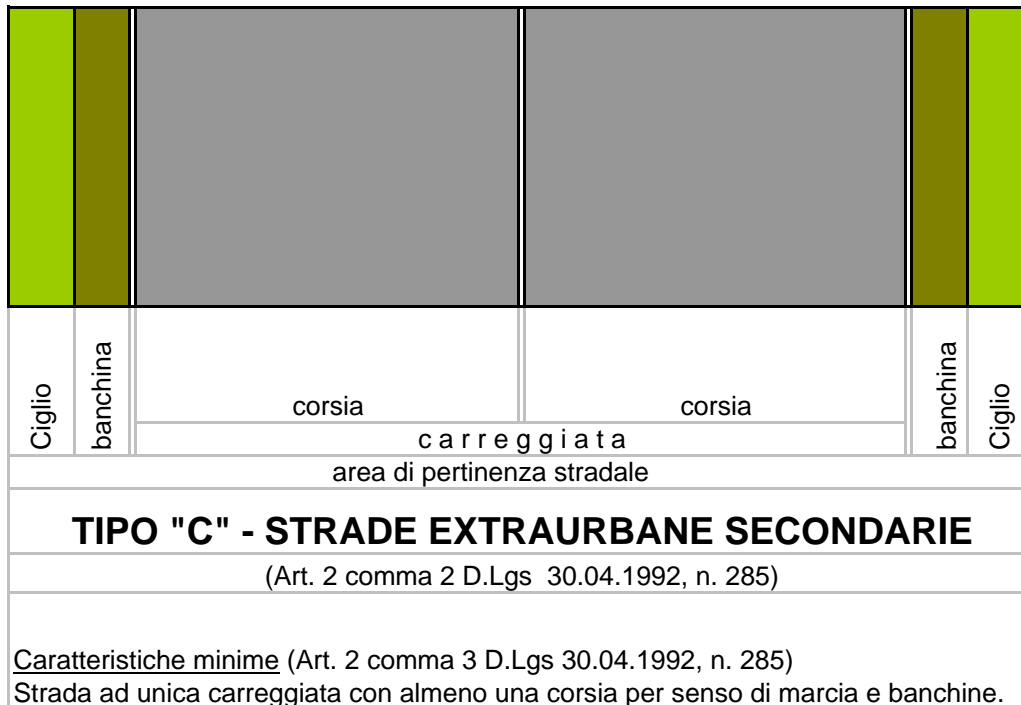 Ciglio
banchina
corsia
corsia
banchina
Ciglio
carreggiata
area di pertinenza stradale
TIPO "C" - STRADE EXTRAURBANE SECONDARIE
(Art. 2 comma 2 D.Lgs 30.04.1992, n. 285)
Caratteristiche minime (Art. 2 comma 3 D.Lgs 30.04.1992, n. 285)
Strada ad unica carreggiata con almeno una corsia per senso di marcia e banchine.